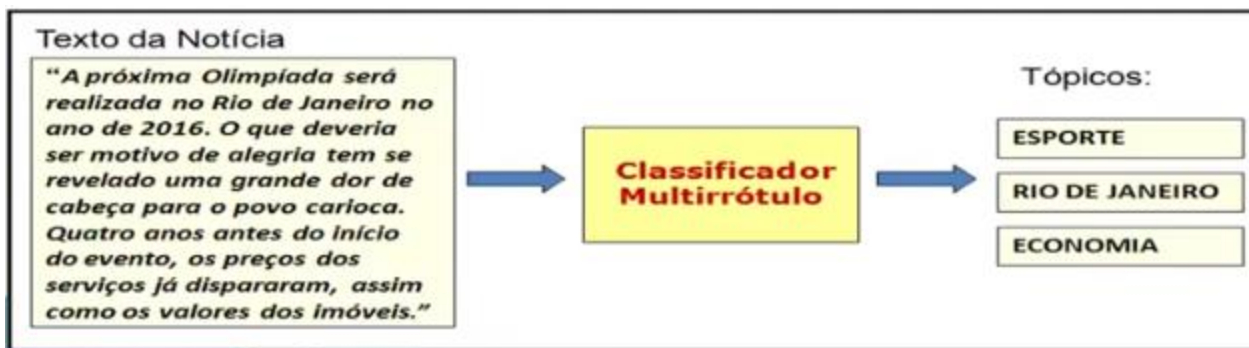 Texto da Notícia
"A próxima Olimpíada será
realizada no Rio de Janeiro no
ano de 2016. O que deveria
ser motivo de alegria tem se
revelado uma grande dor de
cabeça para o povo carioca.
Quatro anos antes do início
do evento, os preços dos
serviços já dispararam, assim
como os valores dos imóveis."
Classificador
Multirrótulo
Tópicos:
ESPORTE
RIO DE JANEIRO
ECONOMIA